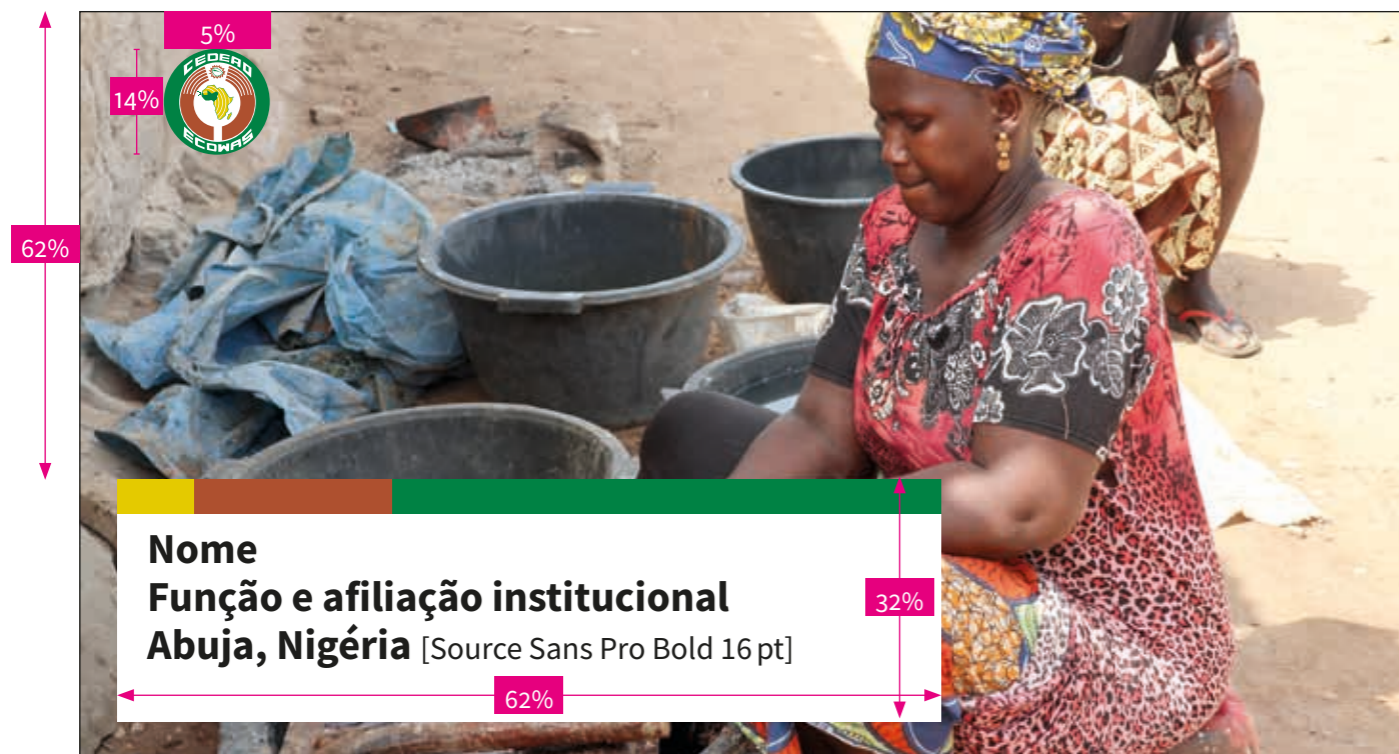 5%
14%
CEDEAO
ECOWAS
62%
Nome
Função e afiliação institucional
Abuja, Nigéria [Source Sans Pro Bold 16 pt]
32%
62%